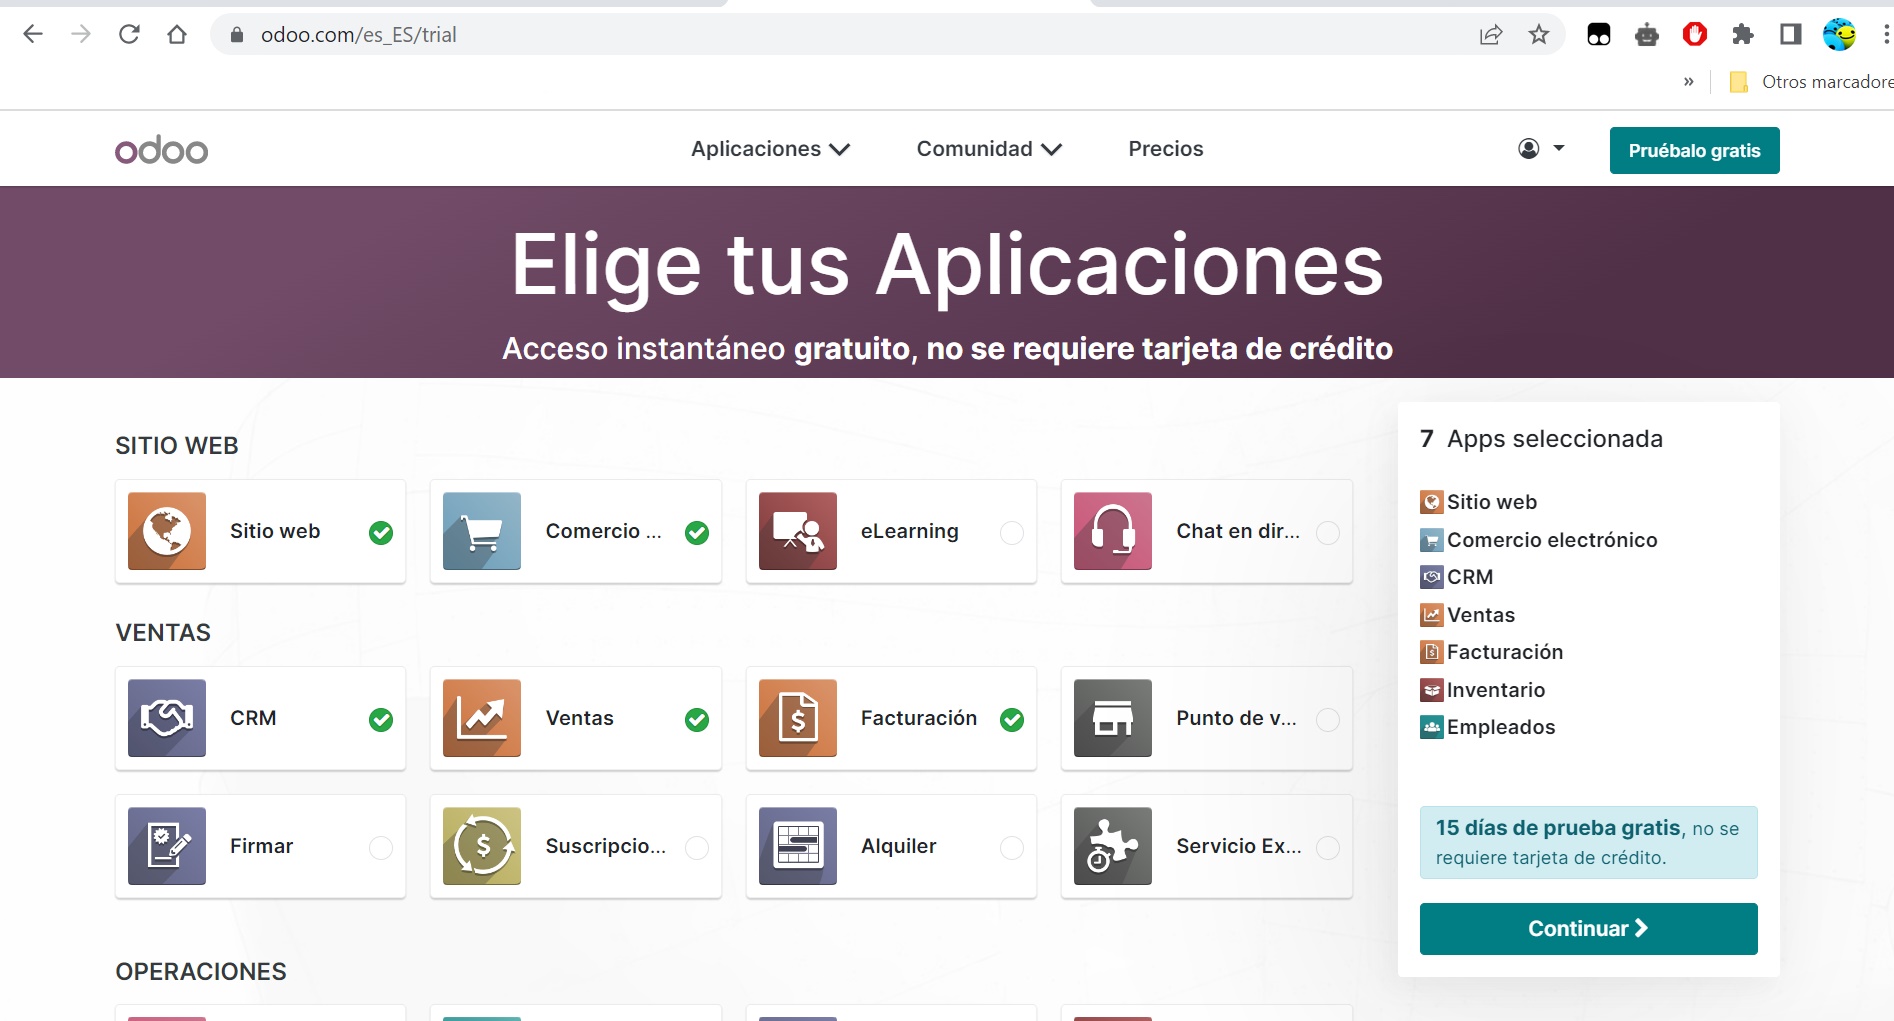 odoo.com/es_ES/trial
»
Otros marcadore
odoo
Aplicaciones
Comunidad
Precios
Pruébalo gratis
Elige tus Aplicaciones
Acceso instantáneo gratuito, no se requiere tarjeta de crédito
SITIO WEB
Sitio web
Comercio ...
eLearning
Chat en dir...
VENTAS
CRM
Ventas
Facturación
Punto de v...
Firmar
Suscripcio...
Alquiler
Servicio Ex...
OPERACIONES
7 Apps seleccionada
Sitio web
Comercio electrónico
CRM
Ventas
Facturación
Inventario
Empleados
15 días de prueba gratis, no se
requiere tarjeta de crédito.
Continuar